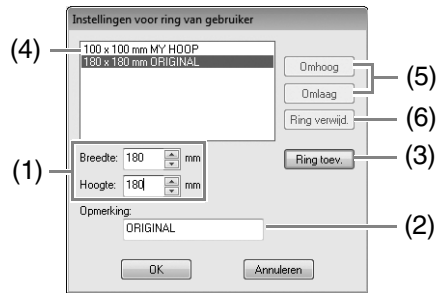 Instellingen voor ring van gebruiker
(4)
100 x 100 mm MY HOOP
180 x 180 mm ORIGINAL
Omhoog
(5)
Omlaag
Ring verwijd.
(6)
(1)
Breedte: 180 mm
Ring toev.
(3)
Hoogte: 180 mm
Opmerking:
ORIGINAL
(2)
OK
Annuleren